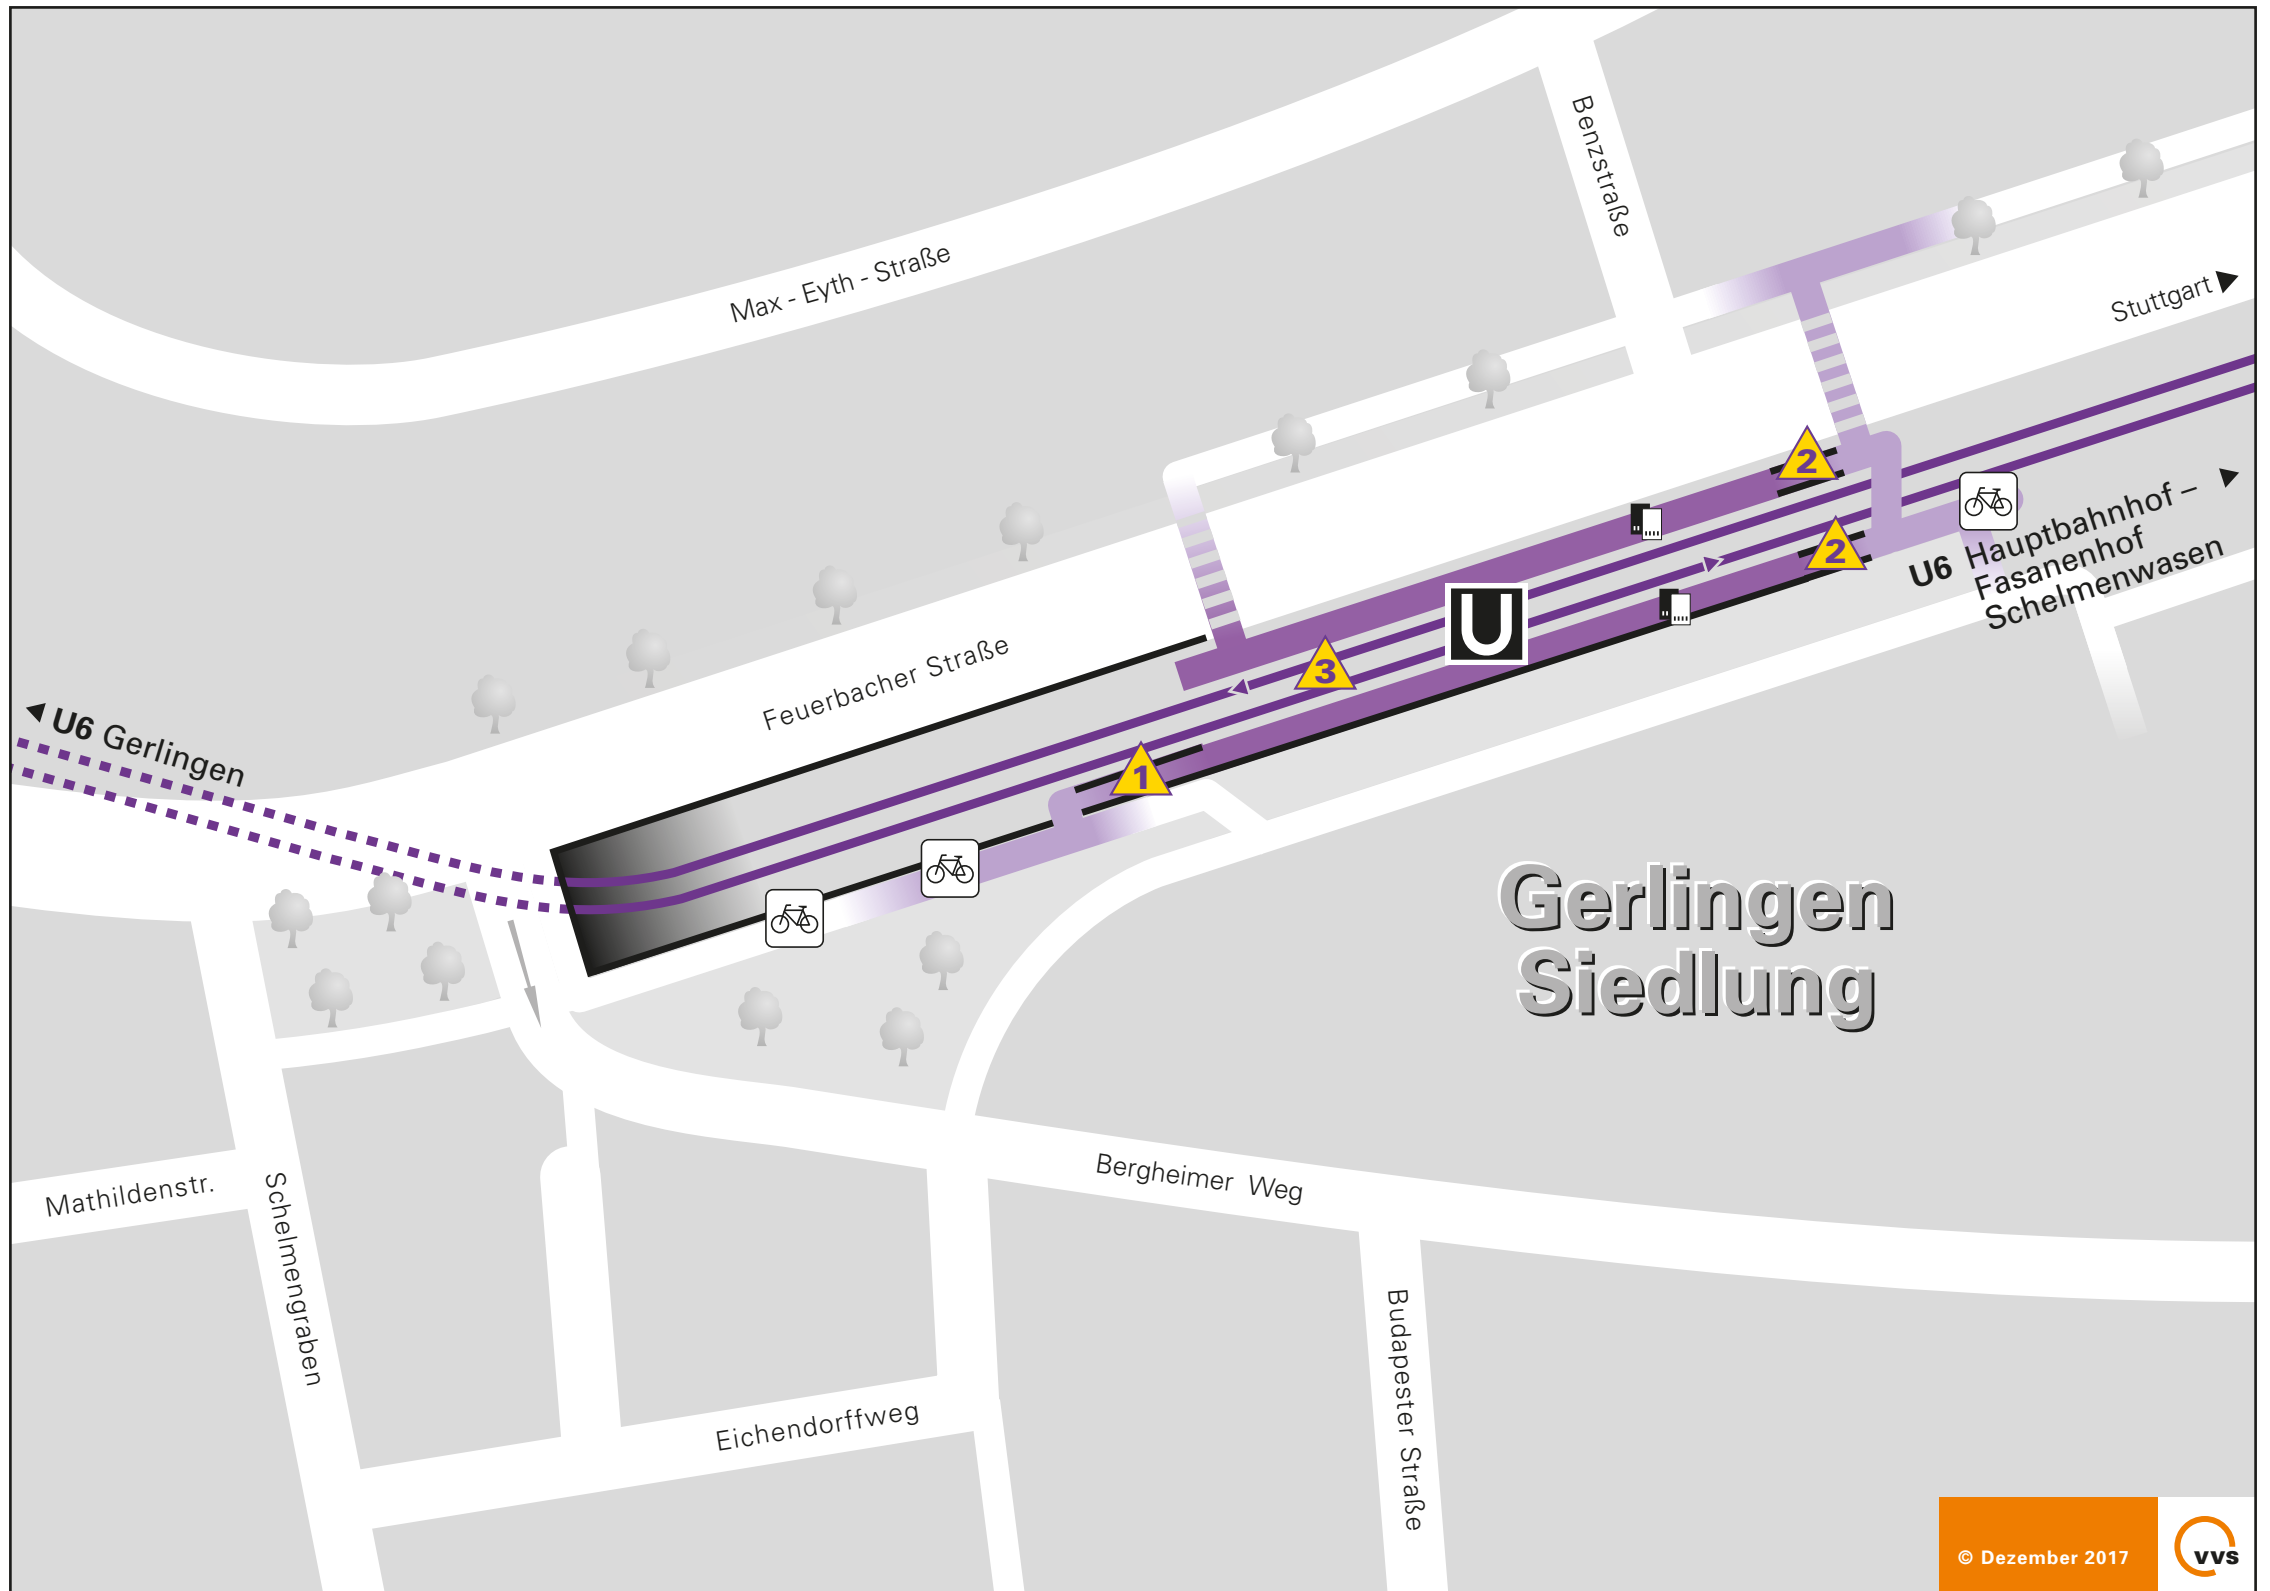 Benzstraße
Max - Eyth - Straße
Stuttgart
2
2
U6 Hauptbahnhof –
Fasanenhof
Schelmenwasen
U
3
Feuerbacher Straße
U6 Gerlingen
1
Gerlingen
Siedlung
Bergheimer Weg
Mathildenstr.
Schelmengraben
Budapester Straße
Eichendorffweg
© Dezember 2017
vvs